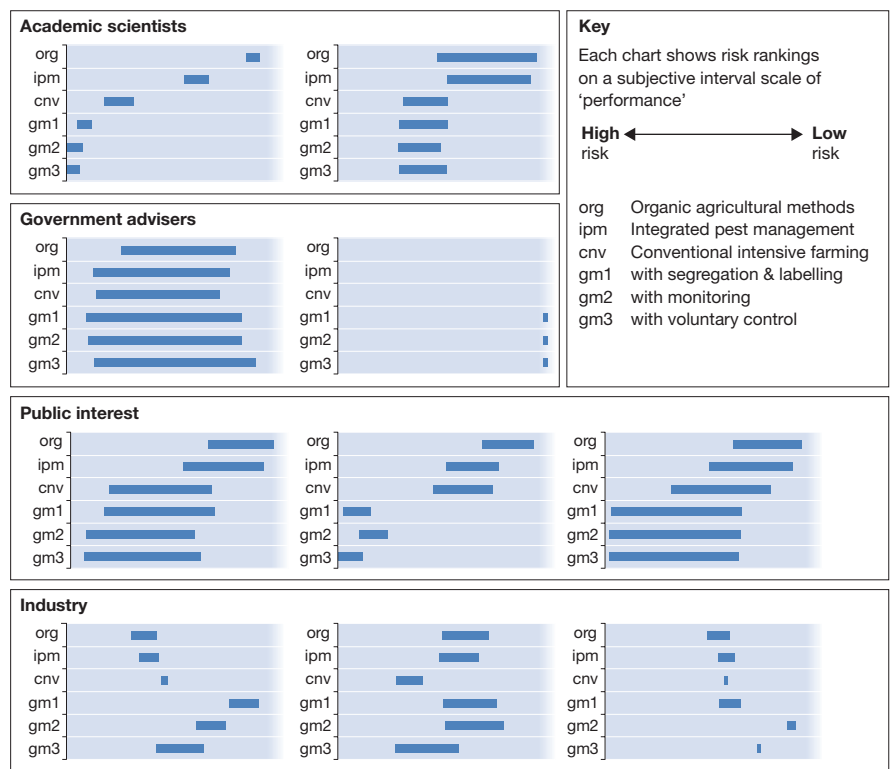 Academic scientists
org
ipm
cnv
gm1
gm2
gm3
org
ipm
cnv
gm1
gm2
gm3
Key
Each chart shows risk rankings
on a subjective interval scale of
‘performance’
High Low
risk risk
org Organic agricultural methods
ipm Integrated pest management
cnv Conventional intensive farming
gm1 with segregation & labelling
gm2 with monitoring
gm3 with voluntary control
Government advisers
org
ipm
cnv
gm1
gm2
gm3
org
ipm
cnv
gm1
gm2
gm3
Public interest
org
ipm
cnv
gm1
gm2
gm3
org
ipm
cnv
gm1
gm2
gm3
org
ipm
cnv
gm1
gm2
gm3
Industry
org
ipm
cnv
gm1
gm2
gm3
org
ipm
cnv
gm1
gm2
gm3
org
ipm
cnv
gm1
gm2
gm3